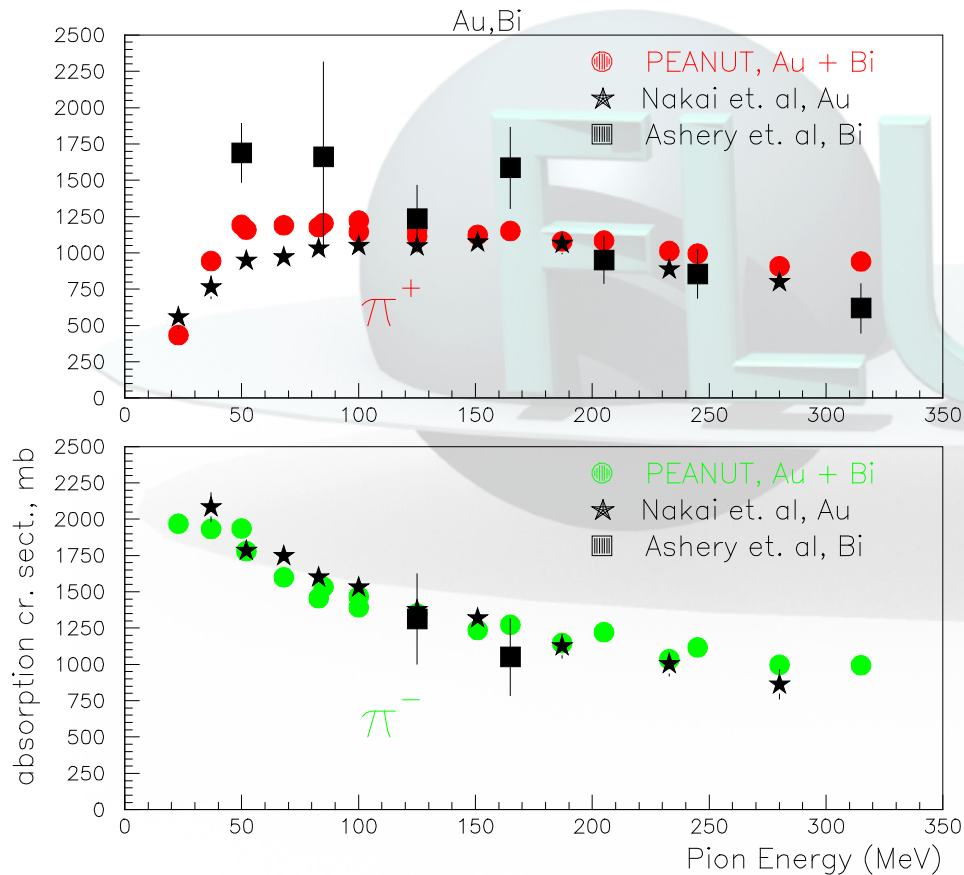 Au,Bi
2500
2250
2000
1750
1500
1250
1000
750
500
250
0
PEANUT, Au + Bi
Nakai et. al, Au
Ashery et. al, Bi
π+
0 50 100 150 200 250 300 350
FLU
2500
2250
2000
1750
1500
1250
1000
750
500
250
0
absorption cr. sect., mb
PEANUT, Au + Bi
Nakai et. al, Au
Ashery et. al, Bi
π−
0 50 100 150 200 250 300 350
Pion Energy (MeV)